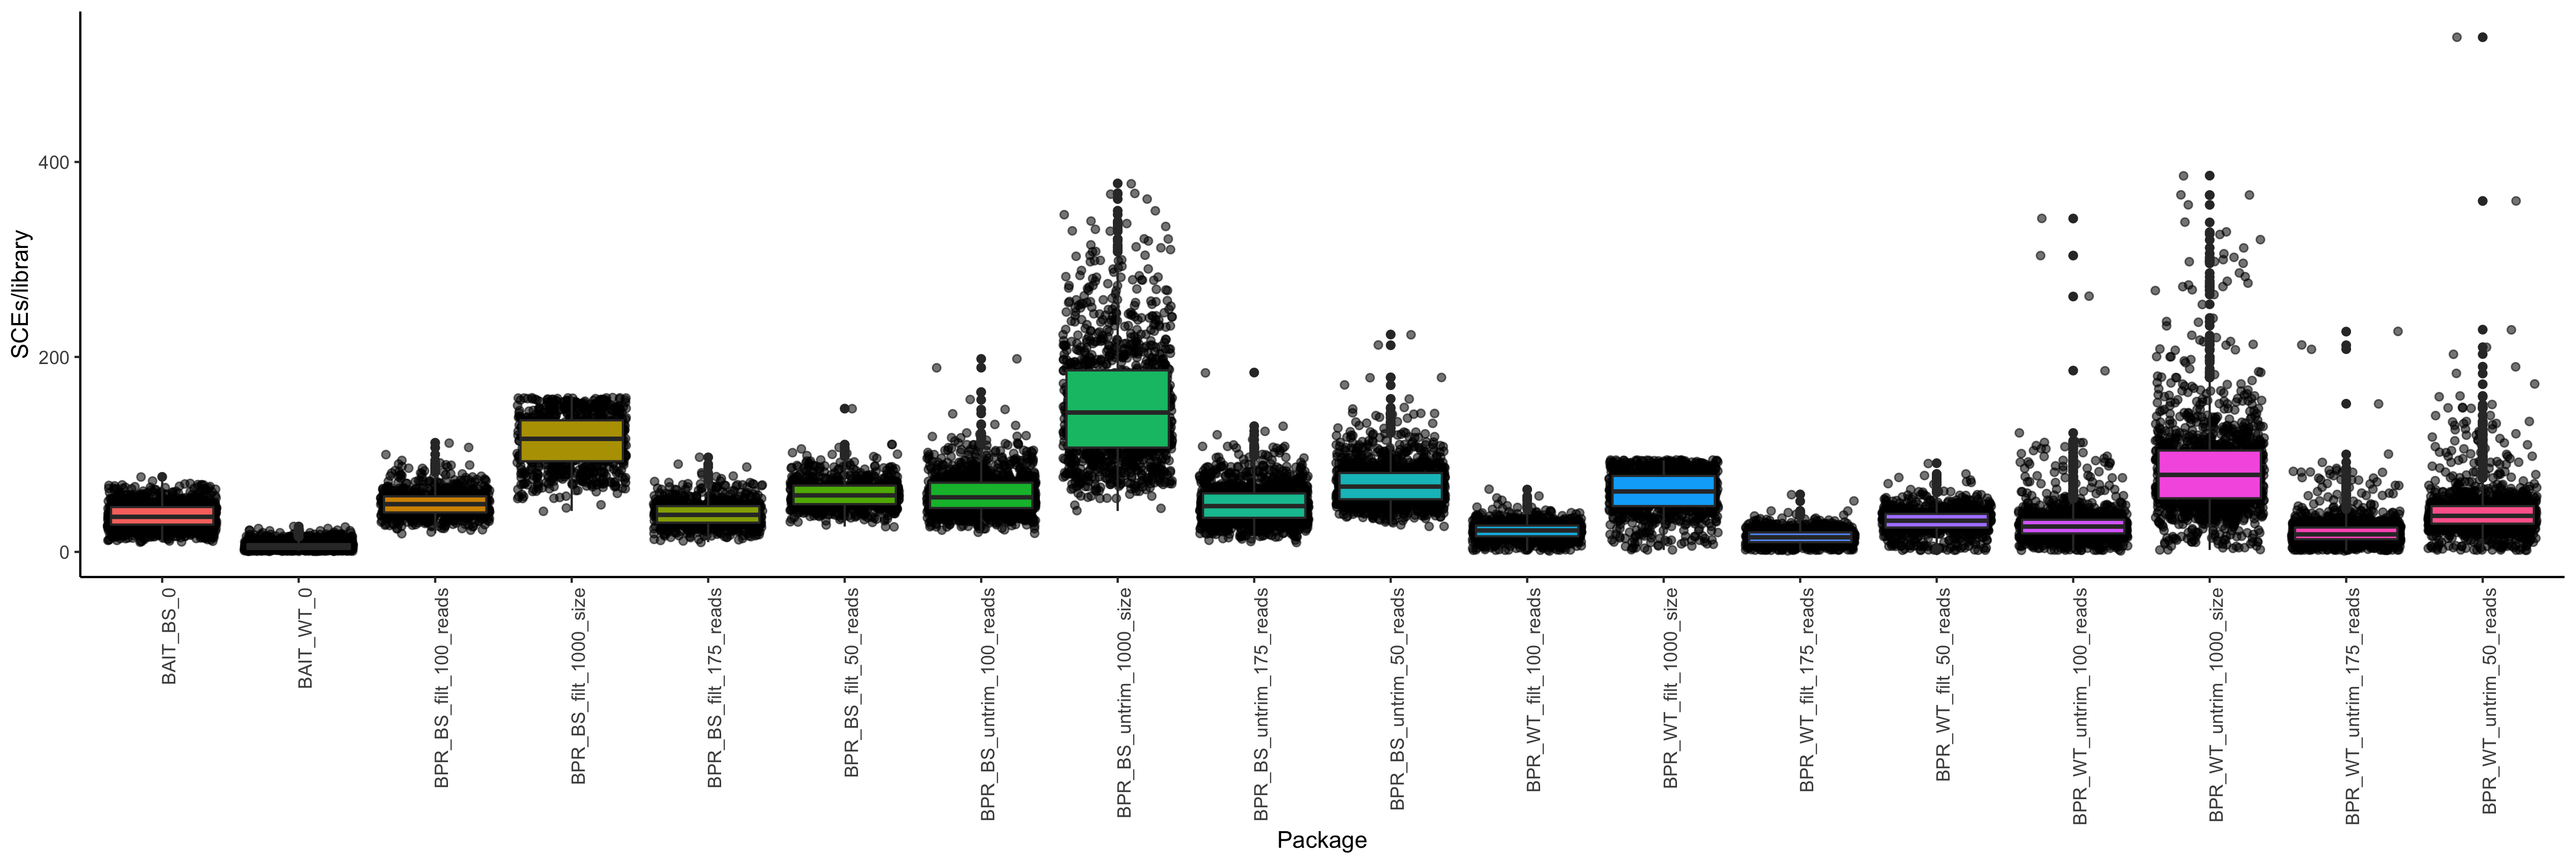 SCEs/library
400
200
0
BAIT_BS_0
BAIT_WT_0
BPR_BS_filt_100_reads
BPR_BS_filt_1000_size
BPR_BS_filt_175_reads
BPR_BS_filt_50_reads
BPR_BS_untrim_100_reads
BPR_BS_untrim_1000_size
BPR_BS_untrim_175_reads
BPR_BS_untrim_50_reads
BPR_WT_filt_100_reads
BPR_WT_filt_1000_size
BPR_WT_filt_175_reads
BPR_WT_filt_50_reads
BPR_WT_untrim_100_reads
BPR_WT_untrim_1000_size
BPR_WT_untrim_175_reads
BPR_WT_untrim_50_reads
Package